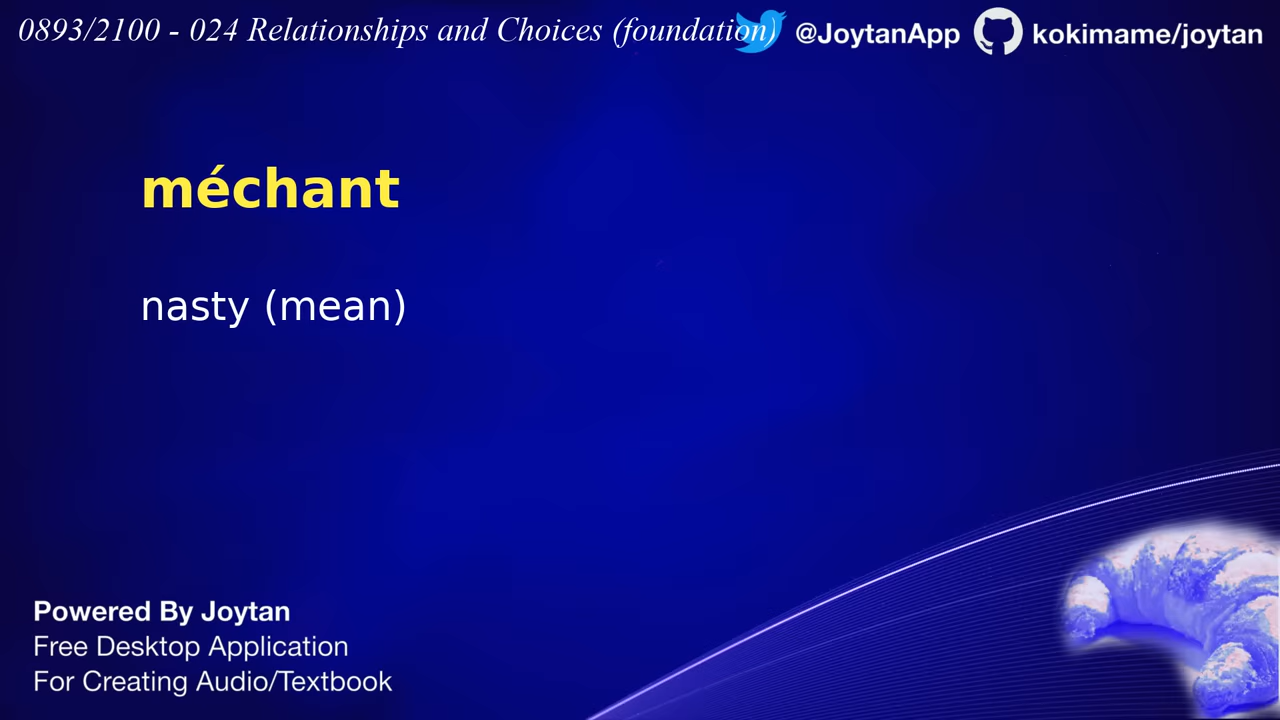 0893/2100 - 024 Relationships and Choices (foundation)
@JoytanApp
kokimame/joytan
méchant
nasty (mean)
Powered By Joytan
Free Desktop Application
For Creating Audio/Textbook